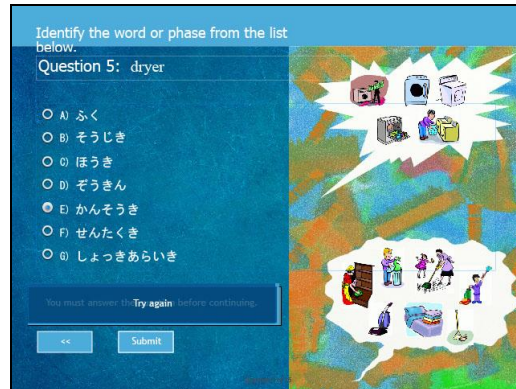 Identify the word or phase from the list
below.
Question 5: dryer
A) ふく
B) そうじき
C) ほうき
D) ぞうきん
E) かんそうき
F) せんたくき
G) しょっきあらいき
You must answer the before continuing.
Try again
<< Submit